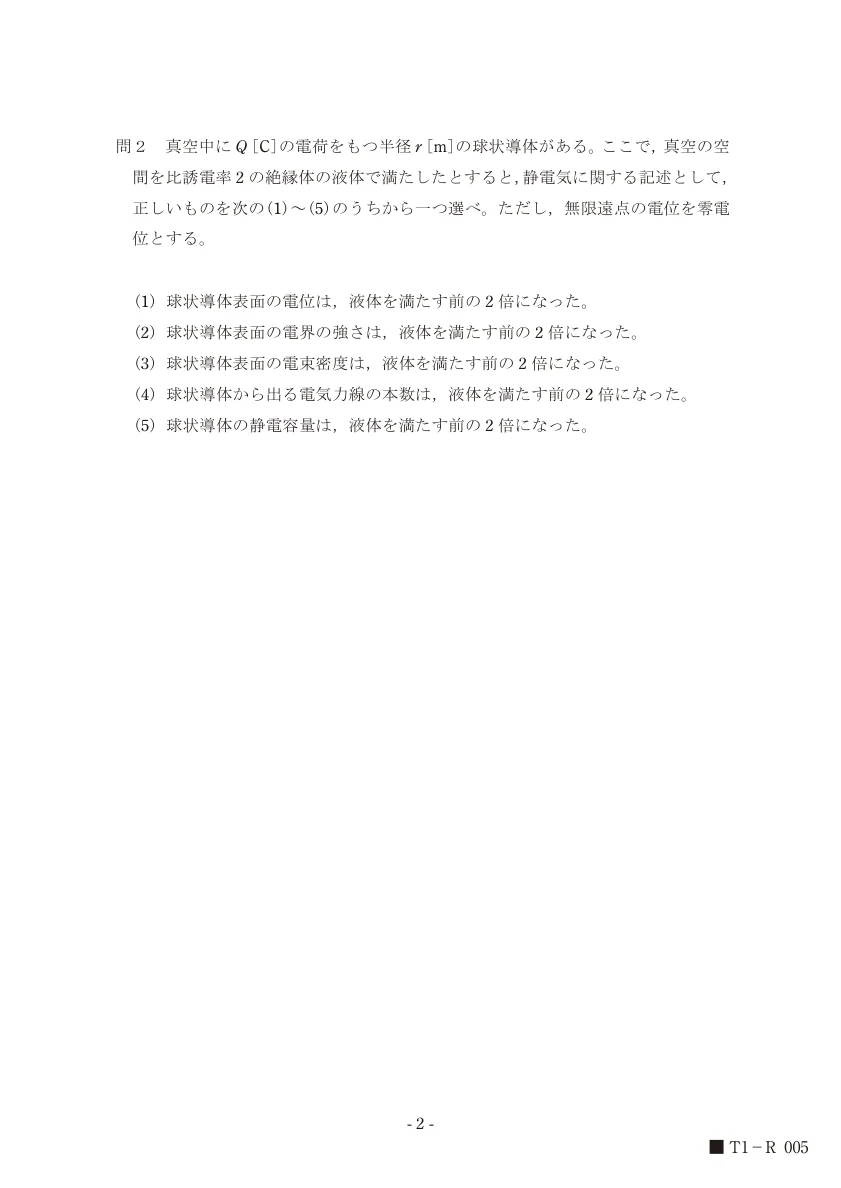 問２　真空中に Q [C]の電荷をもつ半径 r [m]の球状導体がある。ここで，真空の空
間を比誘電率 2 の絶縁体の液体で満たしたとすると，静電気に関する記述として，
正しいものを次の(1)～(5)のうちから一つ選べ。ただし，無限遠点の電位を零電
位とする。
(1) 球状導体表面の電位は，液体を満たす前の 2 倍になった。
(2) 球状導体表面の電界の強さは，液体を満たす前の 2 倍になった。
(3) 球状導体表面の電束密度は，液体を満たす前の 2 倍になった。
(4) 球状導体から出る電気力線の本数は，液体を満たす前の 2 倍になった。
(5) 球状導体の静電容量は，液体を満たす前の 2 倍になった。
- 2 -
■ T1－R 005